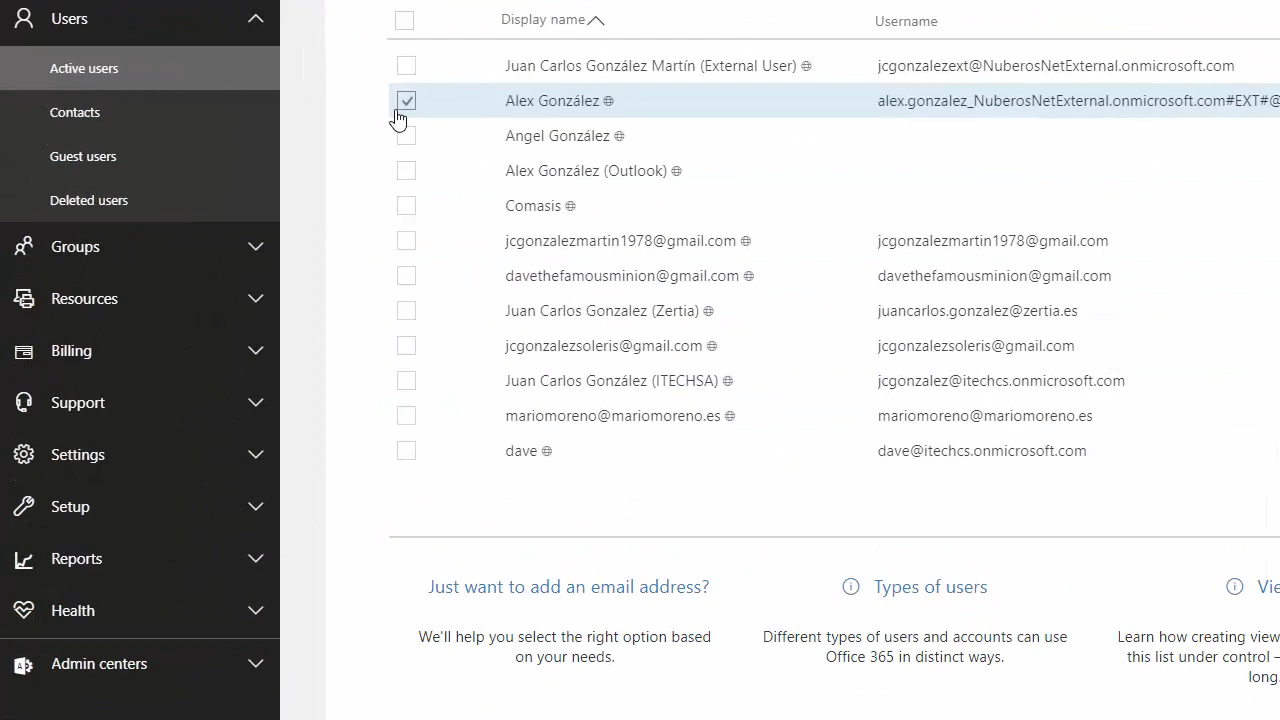 Users
Active users
Contacts
Guest users
Deleted users
Groups
Resources
Billing
Support
Settings
Setup
Reports
Health
Admin centers
Display name Username
Juan Carlos González Martín (External User) jcgonzalezext@NuberosNetExternal.onmicrosoft.com
Alex González alex.gonzalez_NuberosNetExternal.onmicrosoft.com#EXT#@
Angel González
Alex González (Outlook)
Comasis
jcgonzalezmartin1978@gmail.com jcgonzalezmartin1978@gmail.com
davethefamousminion@gmail.com davethefamousminion@gmail.com
Juan Carlos Gonzalez (Zertia) juancarlos.gonzalez@zertia.es
jcgonzalezsoleris@gmail.com jcgonzalezsoleris@gmail.com
Juan Carlos González (ITECHSA) jcgonzalez@itechcs.onmicrosoft.com
mariomoreno@mariomoreno.es mariomoreno@mariomoreno.es
dave dave@itechcs.onmicrosoft.com
Just want to add an email address?
We'll help you select the right option based
on your needs.
Types of users
Different types of users and accounts can use
Office 365 in distinct ways.
Vie
Learn how creating view
this list under control –
long.